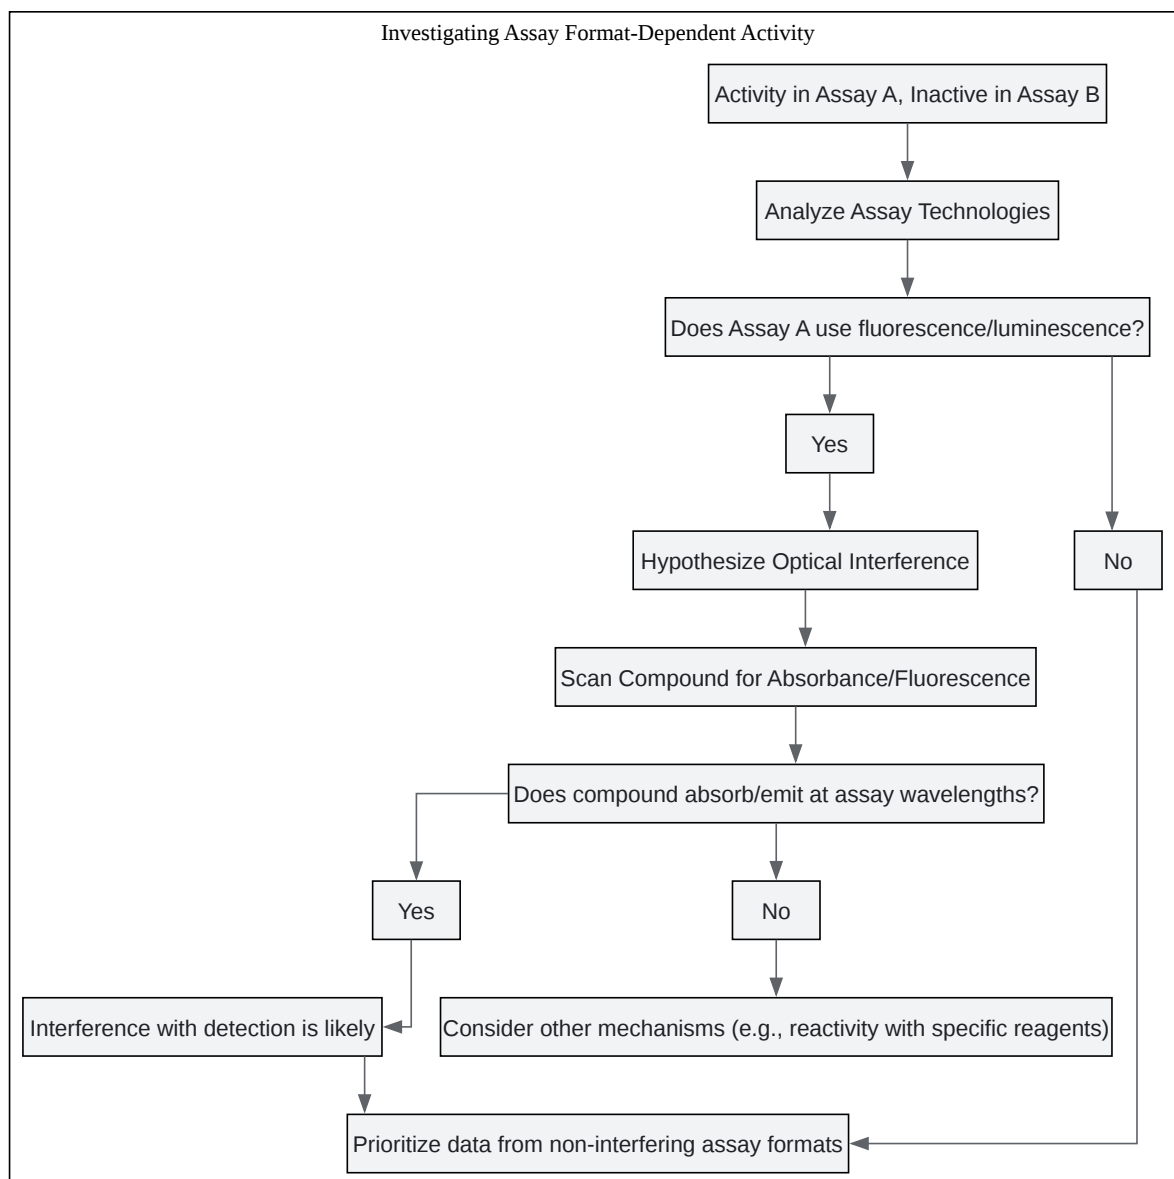 Investigating Assay Format-Dependent Activity
Activity in Assay A, Inactive in Assay B
Analyze Assay Technologies
Does Assay A use fluorescence/luminescence?
Yes
Hypothesize Optical Interference
No
Scan Compound for Absorbance/Fluorescence
Does compound absorb/emit at assay wavelengths?
Yes
No
Interference with detection is likely
Consider other mechanisms (e.g., reactivity with specific reagents)
Prioritize data from non-interfering assay formats